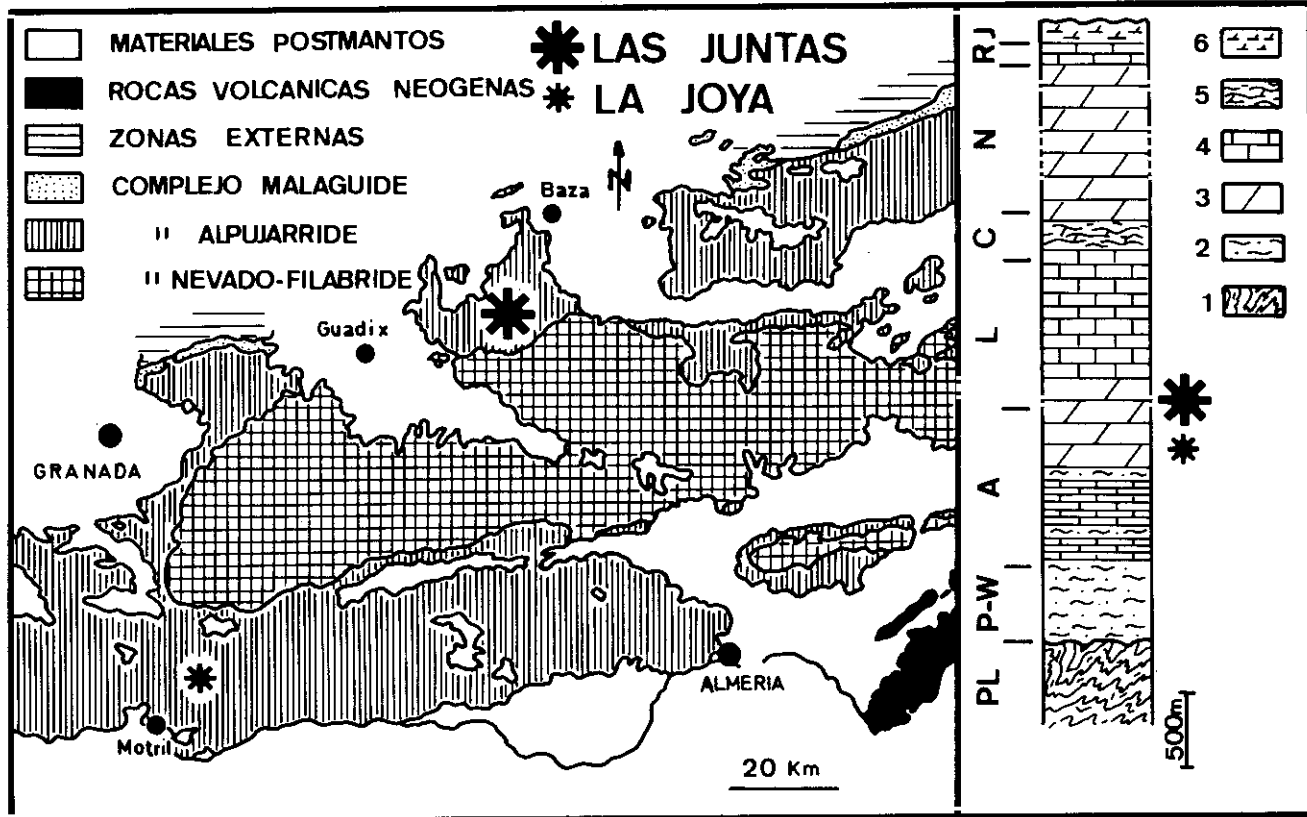 MATERIALES POSTMANTOS
ROCAS VOLCANICAS NEOGENAS
ZONAS EXTERNAS
COMPLEJO MALAGUIDE
" ALPUJARRIDE
" NEVADO-FILABRIDE
LAS JUNTAS
LA JOYA
N
Baza
Guadix
GRANADA
Motril
ALMERIA
20 Km
RJ
N
C
L
A
P-W
PL
6
5
4
3
2
1
500m